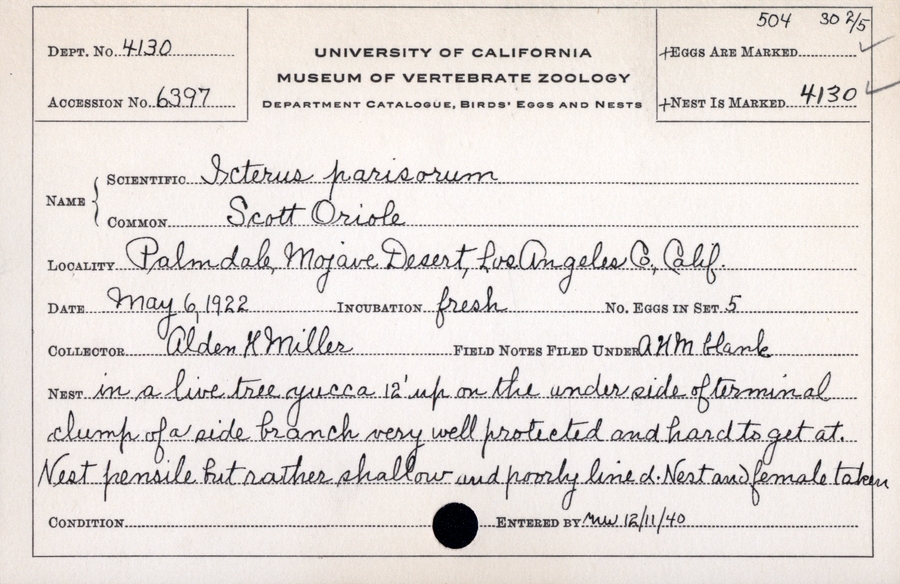 504 30 2/5
DEPT. NO. 4130
UNIVERSITY OF CALIFORNIA
+EGGS ARE MARKED
MUSEUM OF VERTEBRATE ZOOLOGY
ACCESSION NO. 6397
DEPARTMENT CATALOGUE, BIRDS' EGGS AND NESTS
+NEST IS MARKED 4130
NAME
SCIENTIFIC Icterus parisorum
COMMON Scott Oriole
LOCALITY Palmdale, Mojave Desert, Los Angeles Co., Calif.
DATE May 6, 1922 INCUBATION fresh NO. EGGS IN SET 5
COLLECTOR Alden H Miller FIELD NOTES FILED UNDER AHM blank
NEST in a live tree yucca 12' up on the under side of terminal
clump of a side branch very well protected and hard to get at.
Nest pensile but rather shallow and poorly lined. Nest and female taken
CONDITION ENTERED BY MW 12/11/40